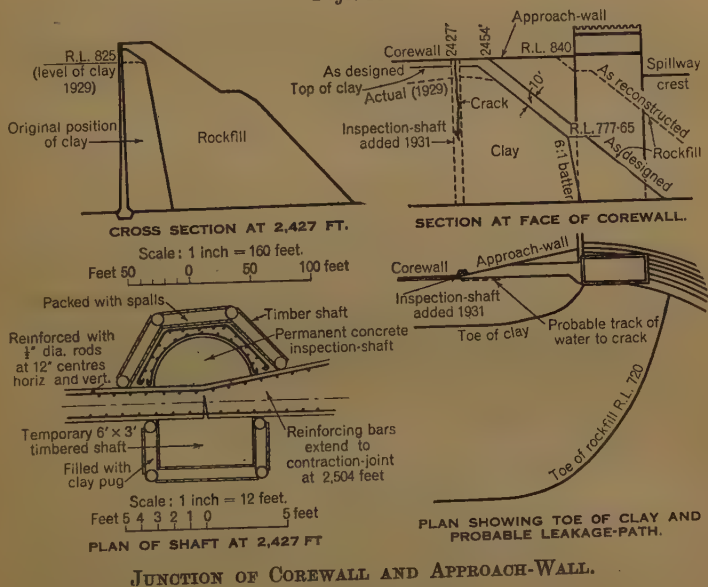 R.L. 825
(level of clay
1929)
Original position
of clay
Rockfill
CROSS SECTION AT 2,427 FT.
Scale: 1 inch = 160 feet.
Feet 50 0 50 100 feet
2427'
2454'
Approach-wall
Corewall
R.L. 840
Spillway
crest
As designed
Top of clay
Actual (1929)
Crack
10'
As reconstructed
Inspection-shaft
added 1931
R.L. 777·65
Clay
6:1 batter
As designed
Rockfill
SECTION AT FACE OF COREWALL.
Packed with spalls
Timber shaft
Reinforced with
½" dia. rods
at 12" centres
horiz and vert.
Permanent concrete
inspection-shaft
Temporary 6' × 3'
timbered shaft
Filled with
clay pug
Reinforcing bars
extend to
contraction-joint
at 2,504 feet
Scale: 1 inch = 12 feet.
Feet 5 4 3 2 1 0 5 feet
PLAN OF SHAFT AT 2,427 FT
Approach-wall
Corewall
Inspection-shaft
added 1931
Probable track of
water to crack
Toe of clay
Toe of rockfill R.L. 720
PLAN SHOWING TOE OF CLAY AND
PROBABLE LEAKAGE-PATH.
JUNCTION OF COREWALL AND APPROACH-WALL.